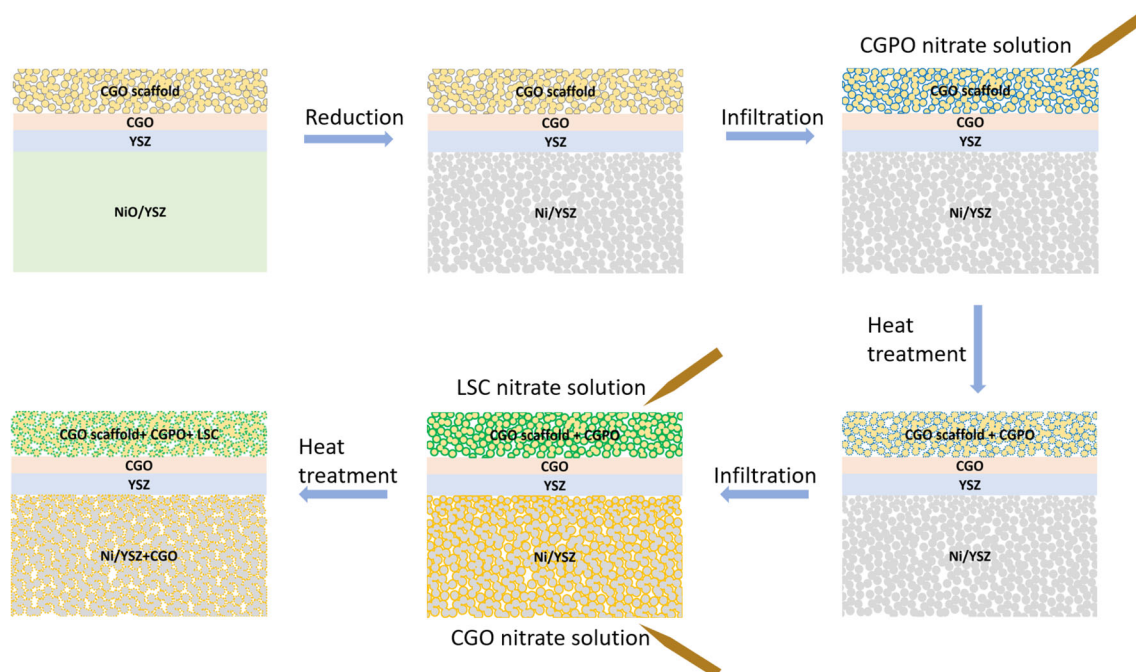 CGO scaffold
CGO
YSZ
NiO/YSZ
Reduction
CGO scaffold
CGO
YSZ
Ni/YSZ
Infiltration
CGPO nitrate solution
CGO scaffold
CGO
YSZ
Ni/YSZ
Heat
treatment
CGO scaffold + CGPO
CGO
YSZ
Ni/YSZ
Infiltration
LSC nitrate solution
CGO scaffold + CGPO
CGO
YSZ
Ni/YSZ
CGO nitrate solution
Heat
treatment
CGO scaffold+ CGPO+ LSC
CGO
YSZ
Ni/YSZ+CGO